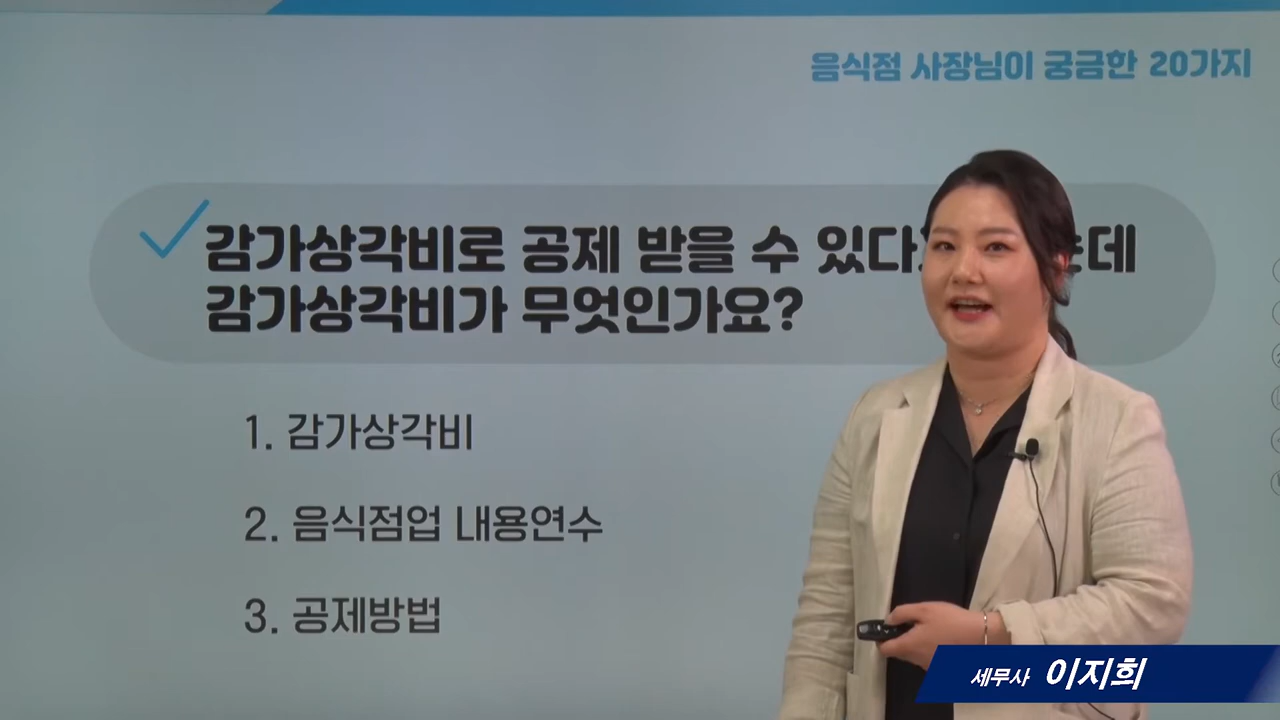 음식점 사장님이 궁금한 20가지
감가상각비로 공제 받을 수 있다
감가상각비가 무엇인가요?
1. 감가상각비
2. 음식점업 내용연수
3. 공제방법
세무사 이지희